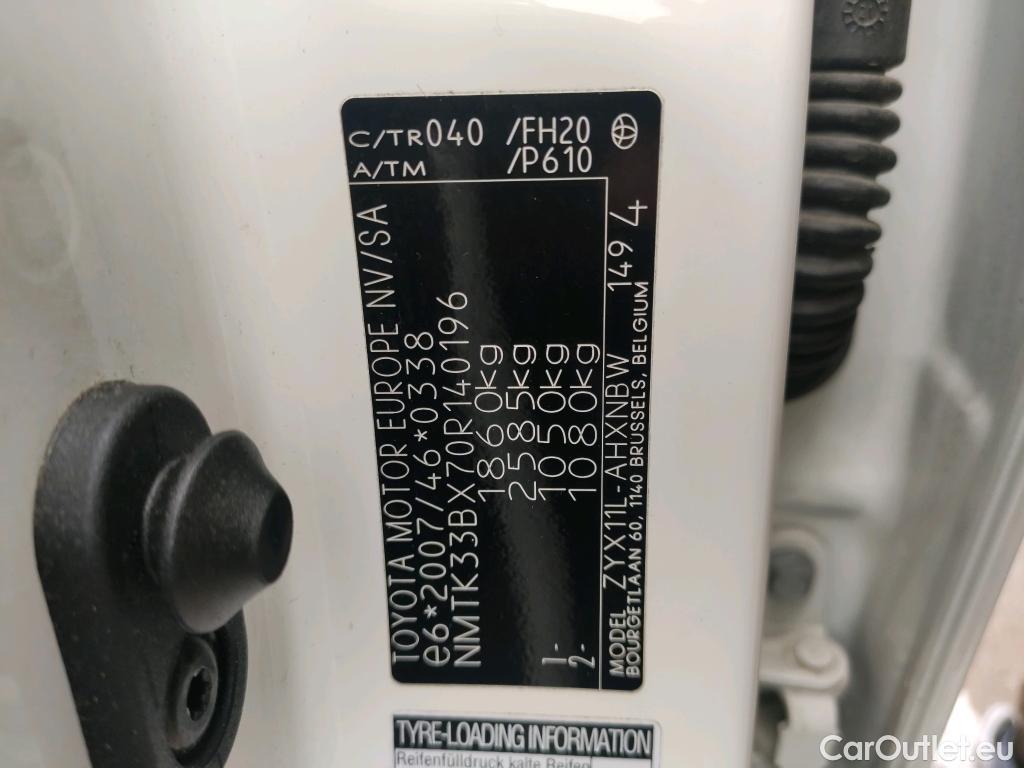 C/TR040 /FH20
A/TM /P610
TOYOTA MOTOR EUROPE NV/SA
e6*2007/46*0338
NMTK33BX70R140196
1860kg
2585kg
1- 1050kg
2- 1080kg
MODEL ZYX11L-AHXNBW 149 4
BOURGETLAAN 60, 1140 BRUSSELS, BELGIUM
TYRE-LOADING INFORMATION
Reifenfülldruck kalte Reifen
CarOutlet.eu